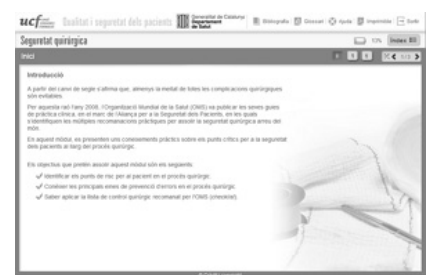 ucf Qualitat i seguretat dels pacients Generalitat de Catalunya Departament de Salut Bibliografia Glossari Ajuda Imprimible Sortir
Seguretat quirúrgica 10% Índex
Inici 1/3
Introducció
A partir del canvi de segle s'afirma que, almenys la meitat de totes les complicacions quirúrgiques
són evitables.
Per aquesta raó l'any 2008, l'Organització Mundial de la Salut (OMS) va publicar les seves guies
de pràctica clínica, en el marc de l'Aliança per a la Seguretat dels Pacients, en les quals
s'identifiquen les múltiples recomanacions pràctiques per assolir la seguretat quirúrgica arreu del
món.
En aquest mòdul, es presenten uns coneixements pràctics sobre els punts crítics per a la seguretat
dels pacients al llarg del procés quirúrgic.
Els objectius que pretén assolir aquest mòdul són els següents:
Identificar els punts de risc per al pacient en el procés quirúrgic.
Conèixer les principals eines de prevenció d'errors en el procés quirúrgic.
Saber aplicar la llista de control quirúrgic recomanat per l'OMS (checklist).